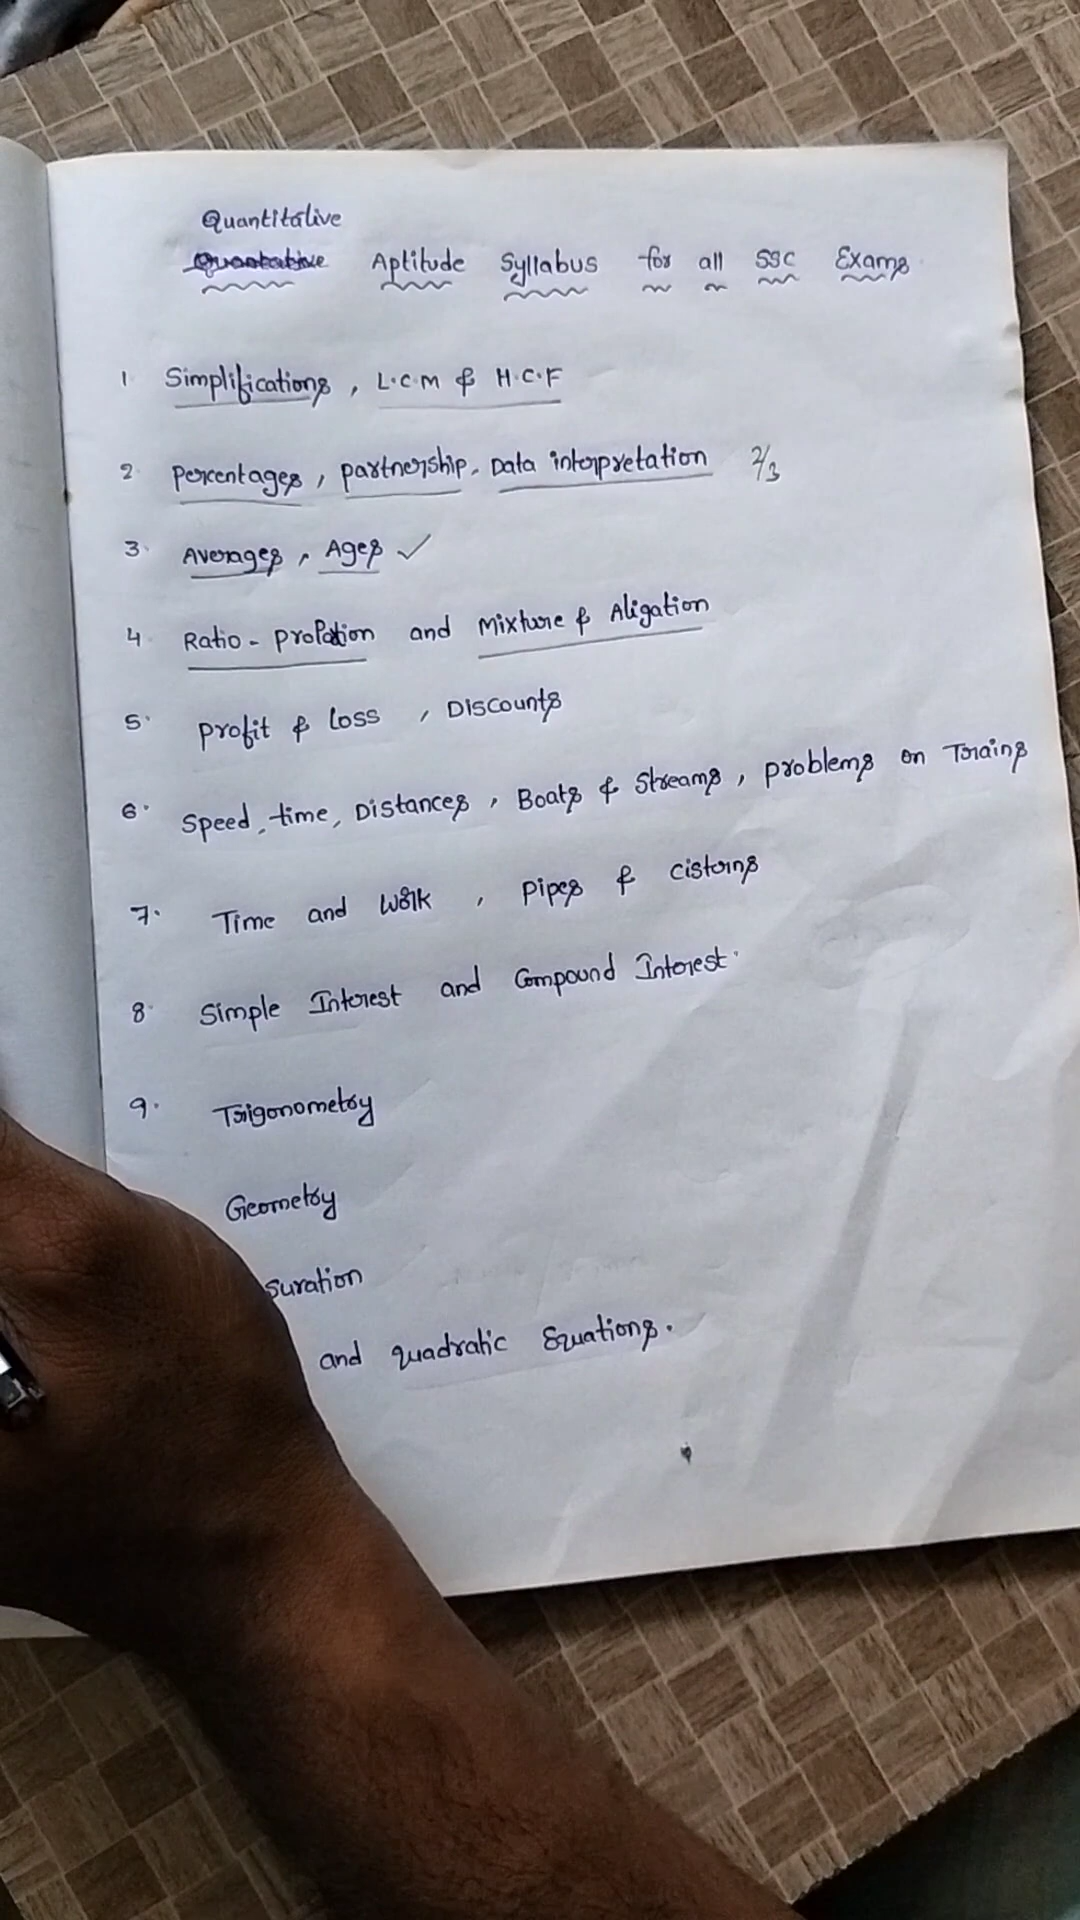 Quantitative
Quantative Aptitude Syllabus for all SSC Exams
1 Simplifications, L.C.M & H.C.F
2. Percentages, partnership, Data interpretation 2/3
3. Averages, Ages ✓
4. Ratio - propotion and Mixture & Aligation
5. Profit & Loss, Discounts
6. Speed, time, Distances, Boats & Streams, problems on Trains
7. Time and Work, Pipes & cisterns
8. Simple Interest and Compound Interest.
9. Trigonometry
Geometry
suration
and quadratic Equations.